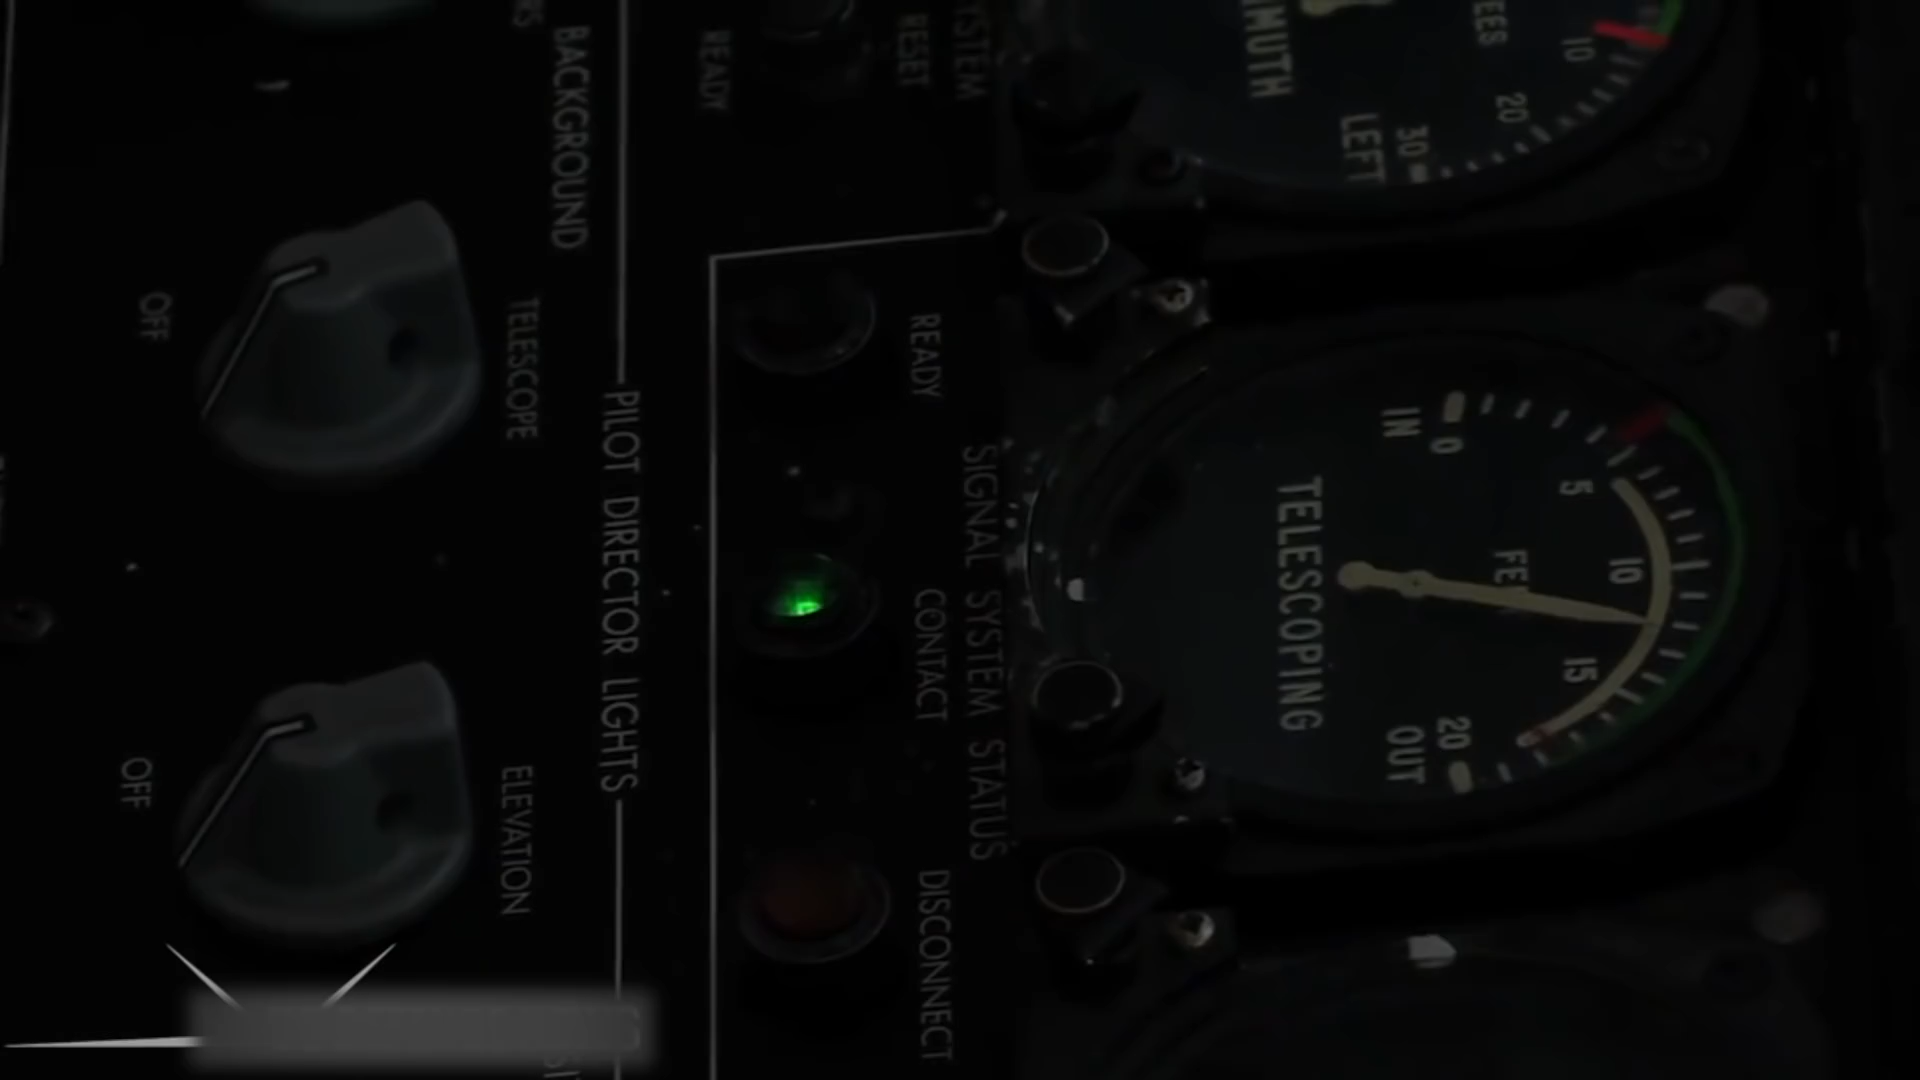 BACKGROUND
OFF
TELESCOPE
OFF
ELEVATION
PILOT DIRECTOR LIGHTS
READY
RESET
READY
CONTACT
DISCONNECT
SIGNAL SYSTEM STATUS
LEFT
10
20
30
TELESCOPING
IN
OUT
0
5
10
15
20